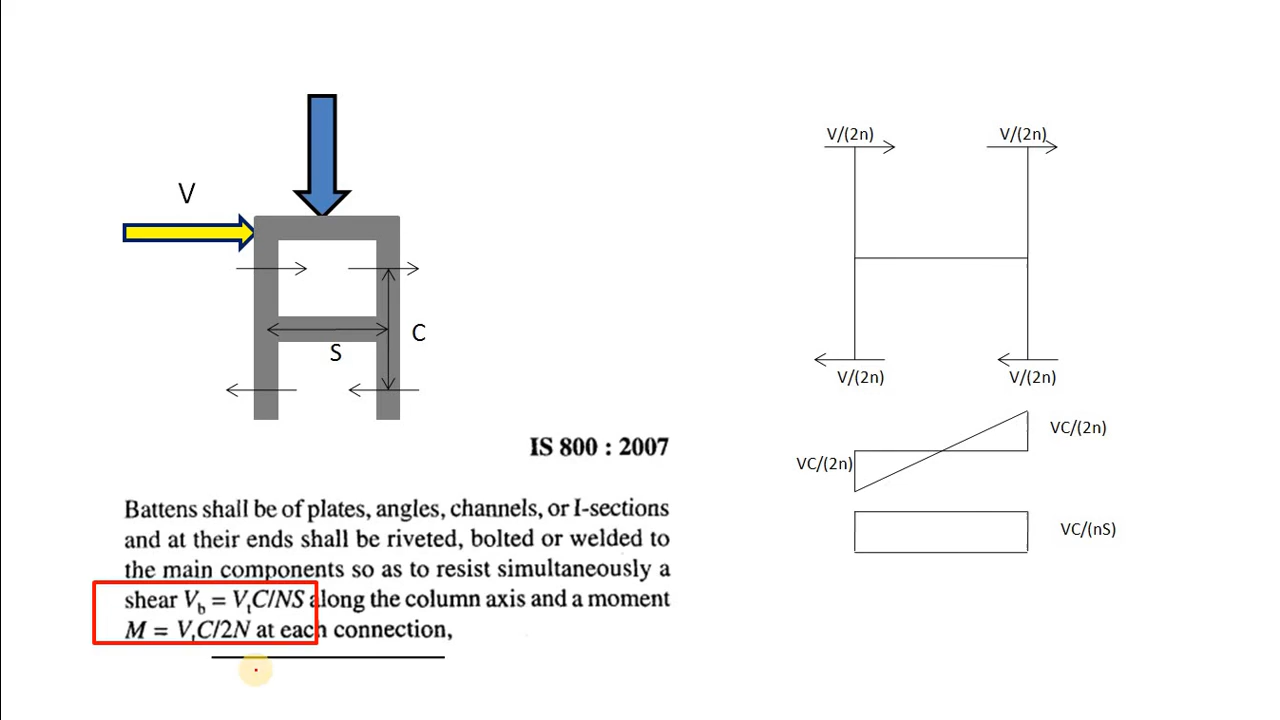 V
S
C
V/(2n)
V/(2n)
V/(2n)
V/(2n)
VC/(2n)
VC/(2n)
VC/(nS)
IS 800 : 2007
Battens shall be of plates, angles, channels, or I-sections
and at their ends shall be riveted, bolted or welded to
the main components so as to resist simultaneously a
shear Vb = VtC/NS along the column axis and a moment
M = VtC/2N at each connection,